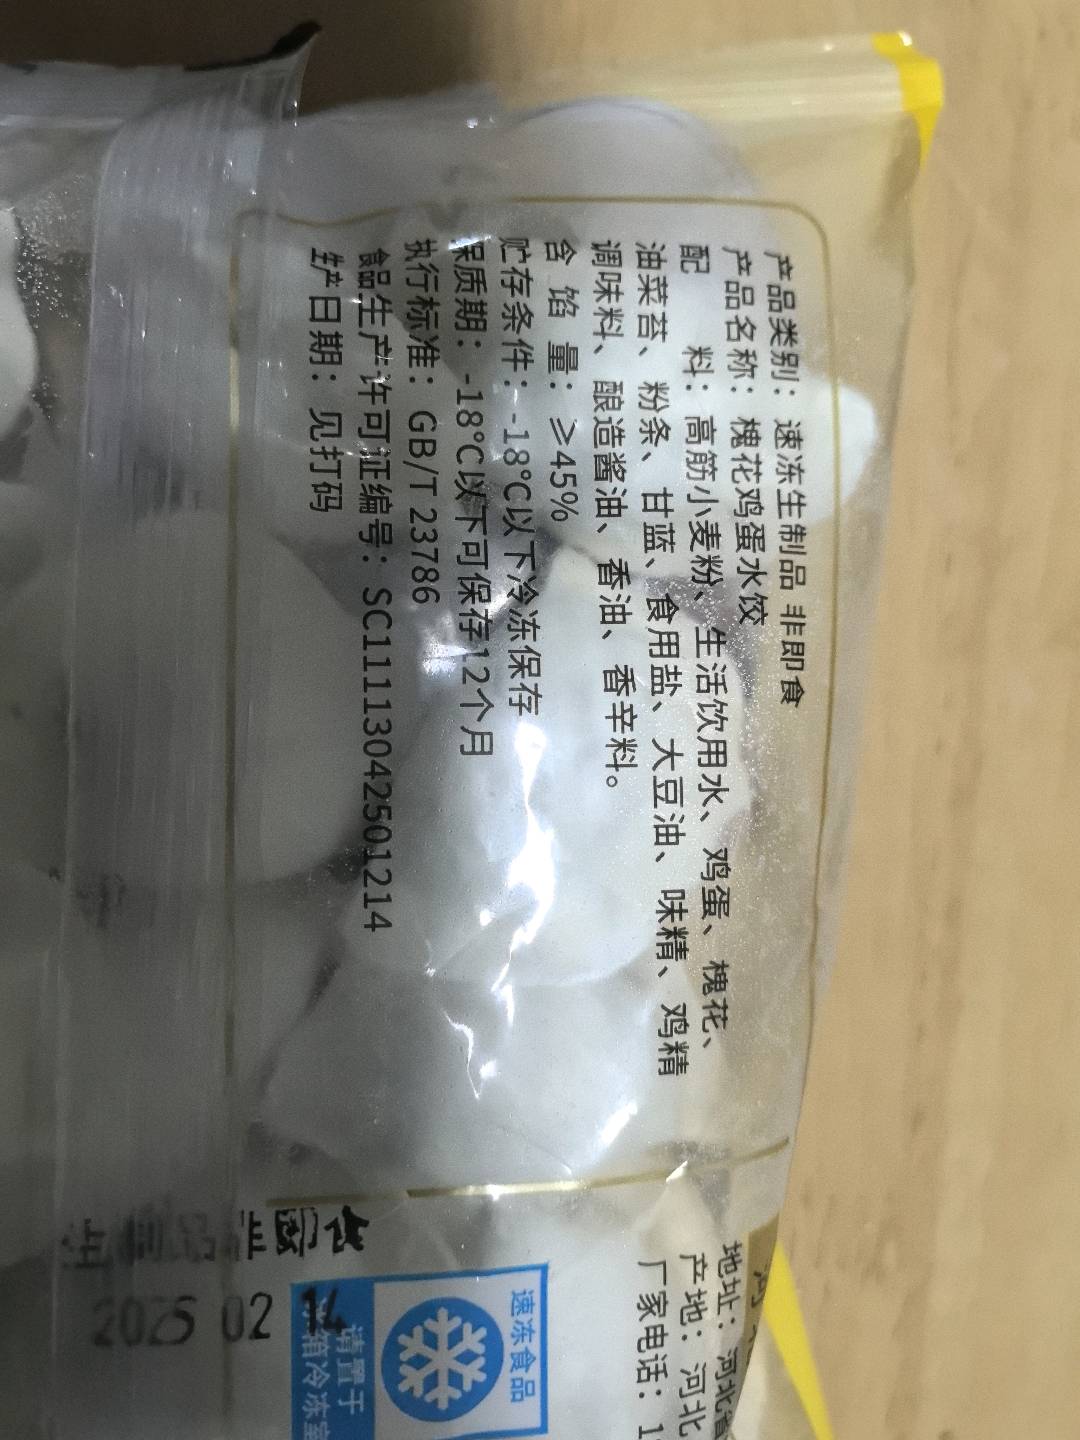 产品类别：速冻生制品 非即食
产品名称：槐花鸡蛋水饺
配 料：高筋小麦粉、生活饮用水、鸡蛋、槐花、
油菜苔、粉条、甘蓝、食用盐、大豆油、味精、鸡精
调味料、酿造酱油、香油、香辛料。
含 馅 量：≥45%
贮存条件：-18°C以下冷冻保存
保质期：-18°C以下可保存12个月
执行标准：GB/T 23786
食品生产许可证编号：SC11113042501214
生产日期：见打码
地址：河北省
产地：河北
厂家电话：1
速冻食品
请置于
冰箱冷冻室
2025 02 14